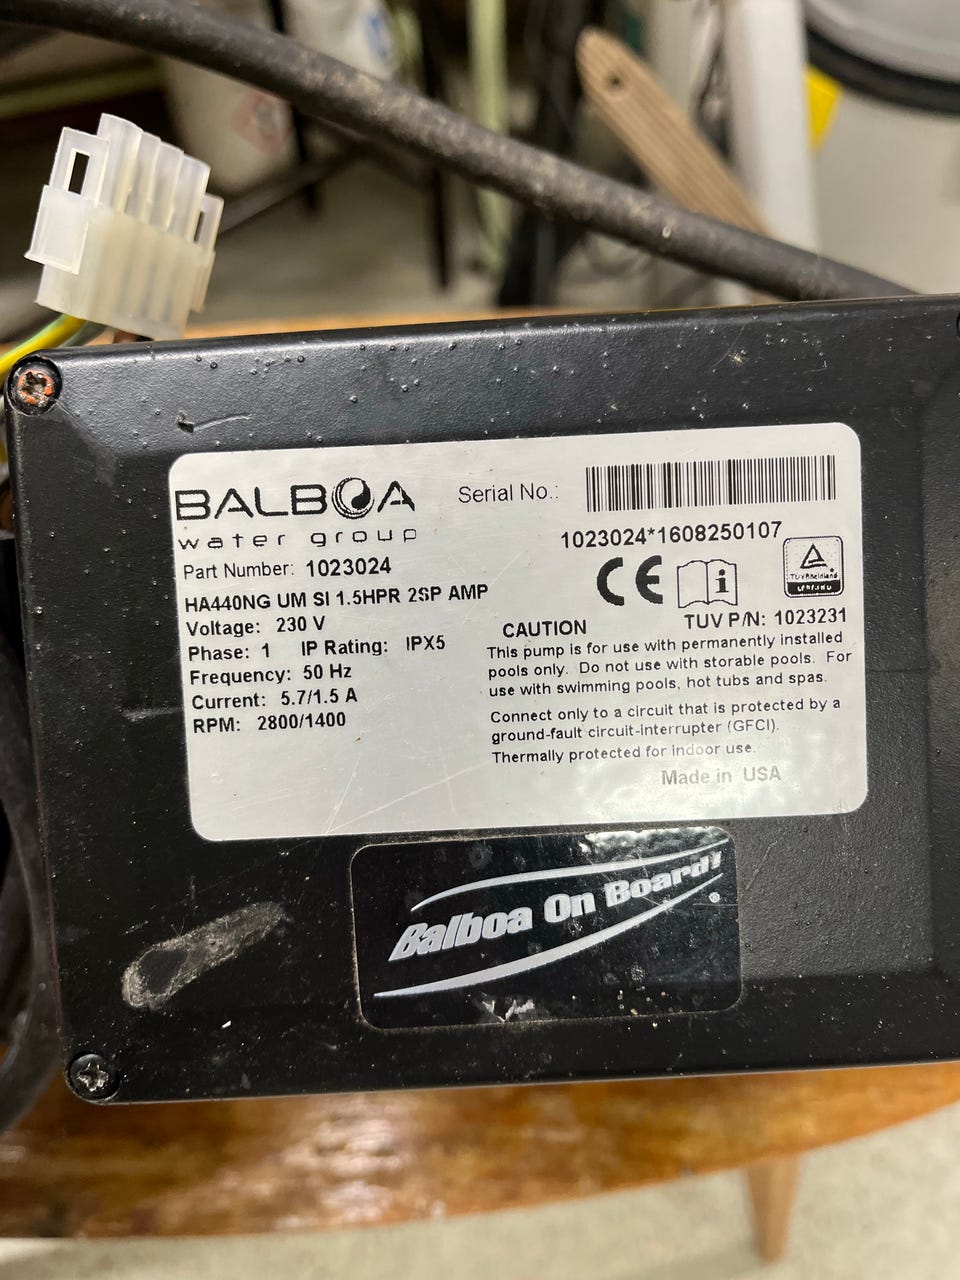 BALBOA
water group
Serial No.:
1023024*1608250107
Part Number: 1023024
HA440NG UM SI 1.5HPR 2SP AMP
Voltage: 230 V
Phase: 1 IP Rating: IPX5
Frequency: 50 Hz
Current: 5.7/1.5 A
RPM: 2800/1400
CE
i
TUVRheinland
TUV P/N: 1023231
CAUTION
This pump is for use with permanently installed
pools only. Do not use with storable pools. For
use with swimming pools, hot tubs and spas.
Connect only to a circuit that is protected by a
ground-fault circuit-interrupter (GFCI).
Thermally protected for indoor use.
Made in USA
Balboa On Board!
®